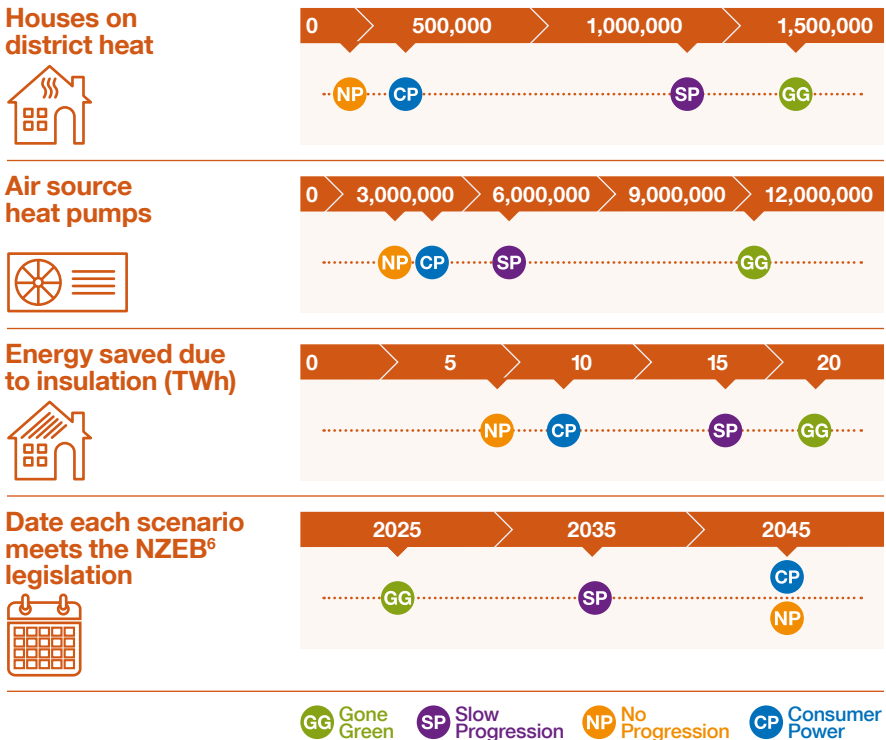 Houses on
district heat
0 500,000 1,000,000 1,500,000
NP CP SP GG
Air source
heat pumps
0 3,000,000 6,000,000 9,000,000 12,000,000
NP CP SP GG
Energy saved due
to insulation (TWh)
0 5 10 15 20
NP CP SP GG
Date each scenario
meets the NZEB⁶
legislation
2025 2035 2045
GG SP CP
NP
GG Gone
Green
SP Slow
Progression
NP No
Progression
CP Consumer
Power